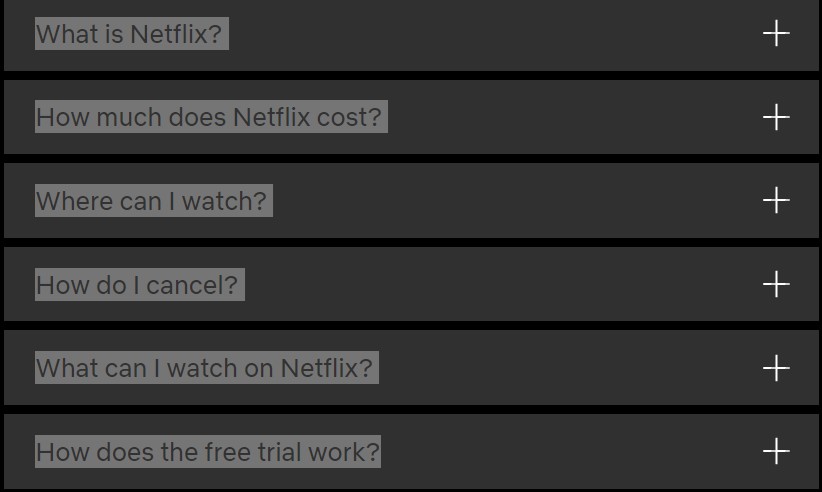 What is Netflix?
How much does Netflix cost?
Where can I watch?
How do I cancel?
What can I watch on Netflix?
How does the free trial work?